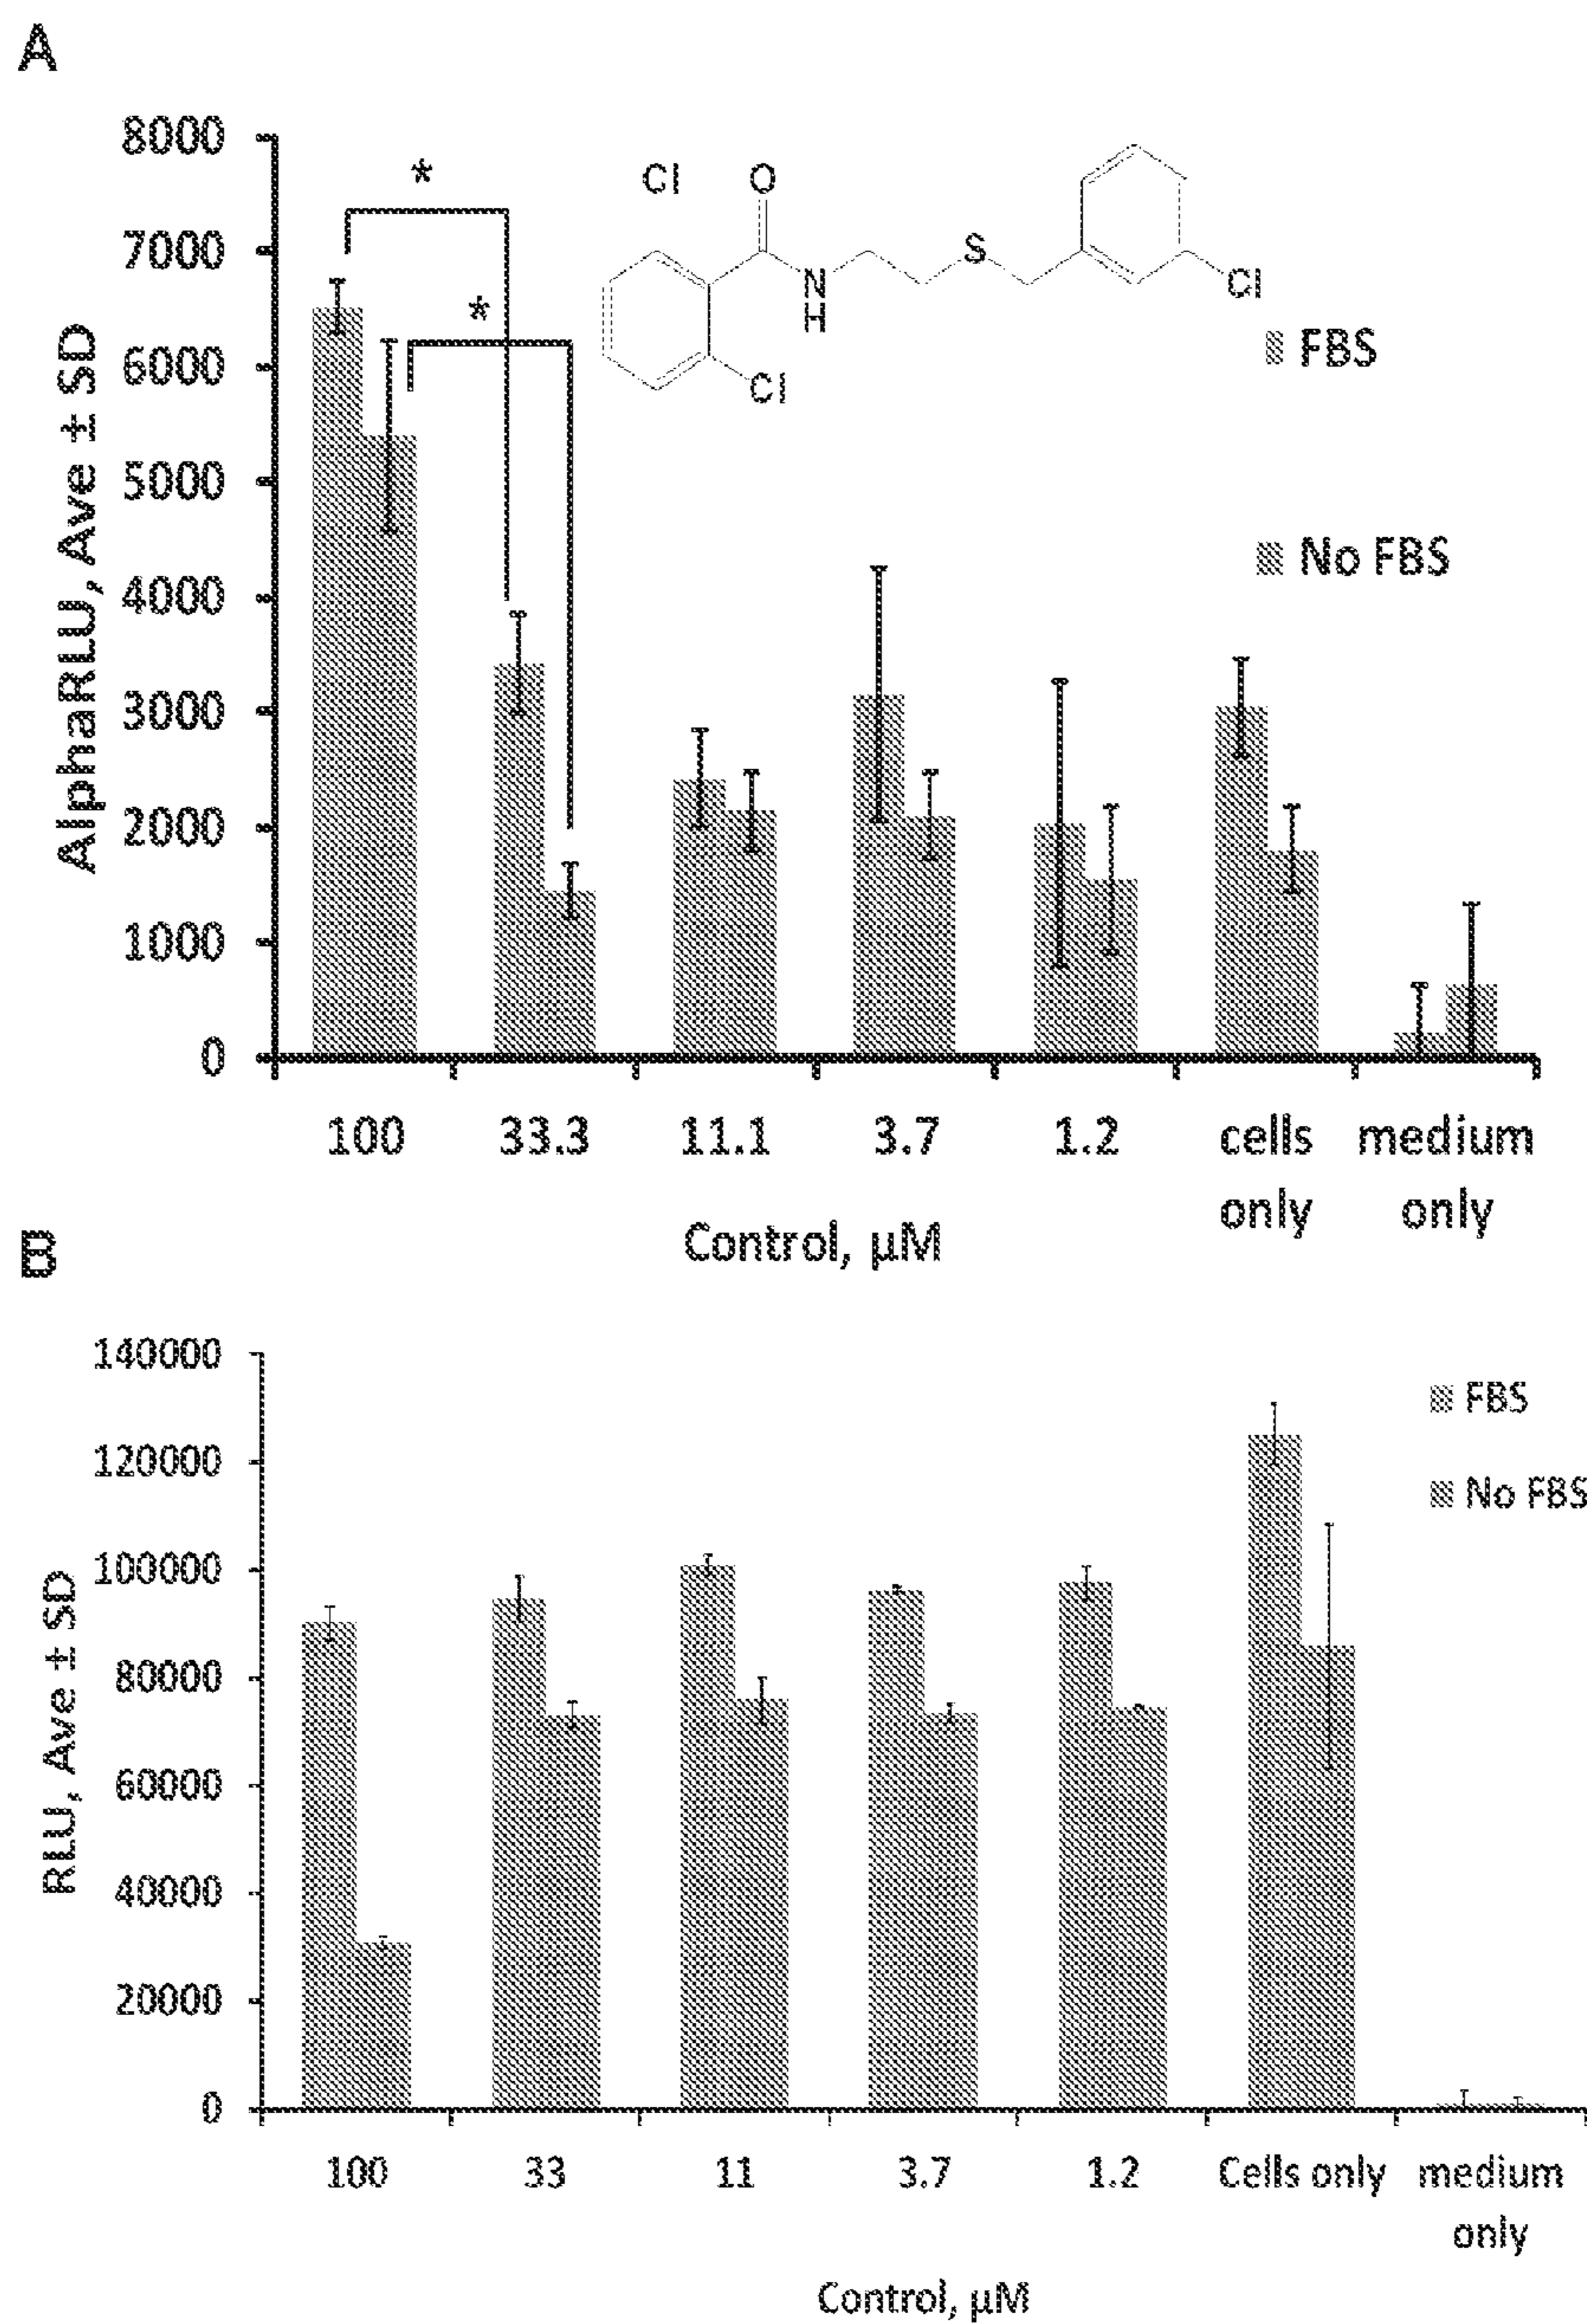 A
8000
7000
6000
5000
4000
3000
2000
1000
0
AlphaRLU, Ave ± SD
*
*
Cl
O
N
H
S
Cl
Cl
FBS
No FBS
100 33.3 11.1 3.7 1.2 cells medium
only only
Control, µM
B
140000
120000
100000
80000
60000
40000
20000
0
RLU, Ave ± SD
FBS
No FBS
100 33 11 3.7 1.2 Cells only medium
only
Control, µM